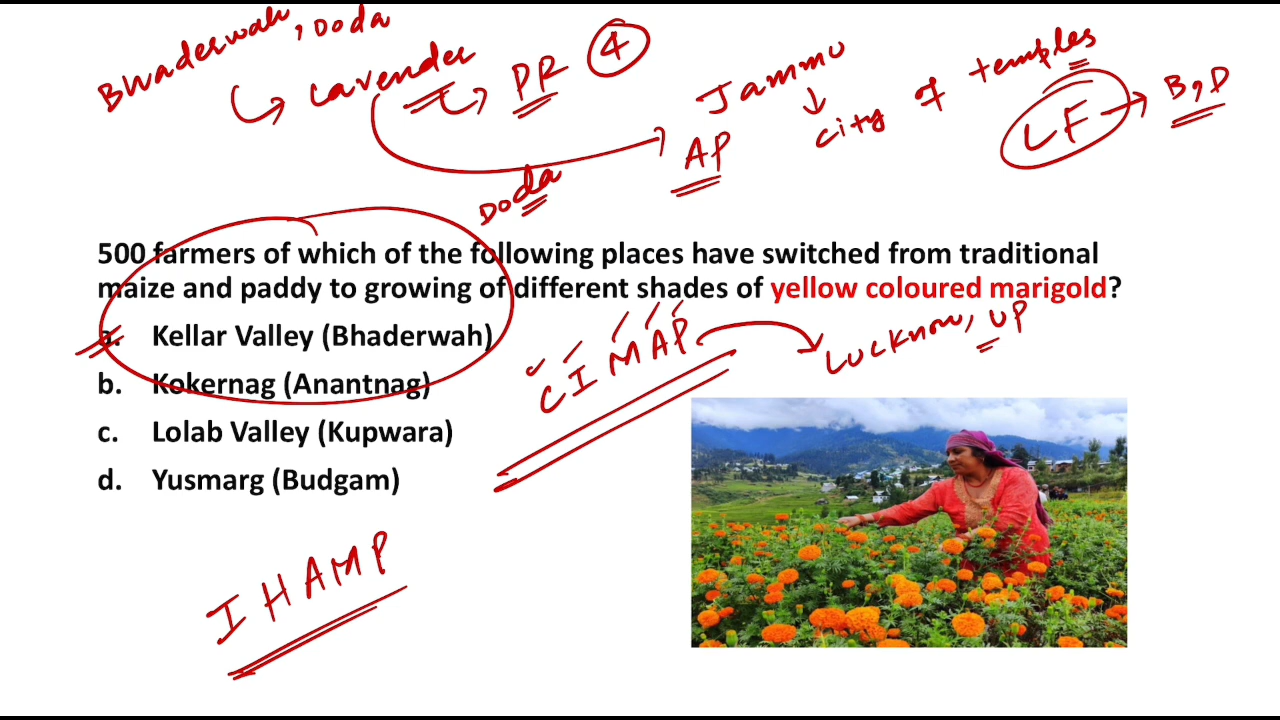 Bhaderwah, Doda
Lavender PR 4
Jammu
City of temples
LF B, D
AP
Doda
500 farmers of which of the following places have switched from traditional
maize and paddy to growing of different shades of yellow coloured marigold?
a. Kellar Valley (Bhaderwah)
b. Kokernag (Anantnag)
c. Lolab Valley (Kupwara)
d. Yusmarg (Budgam)
CIMAP
Lucknow, UP
IHAMP